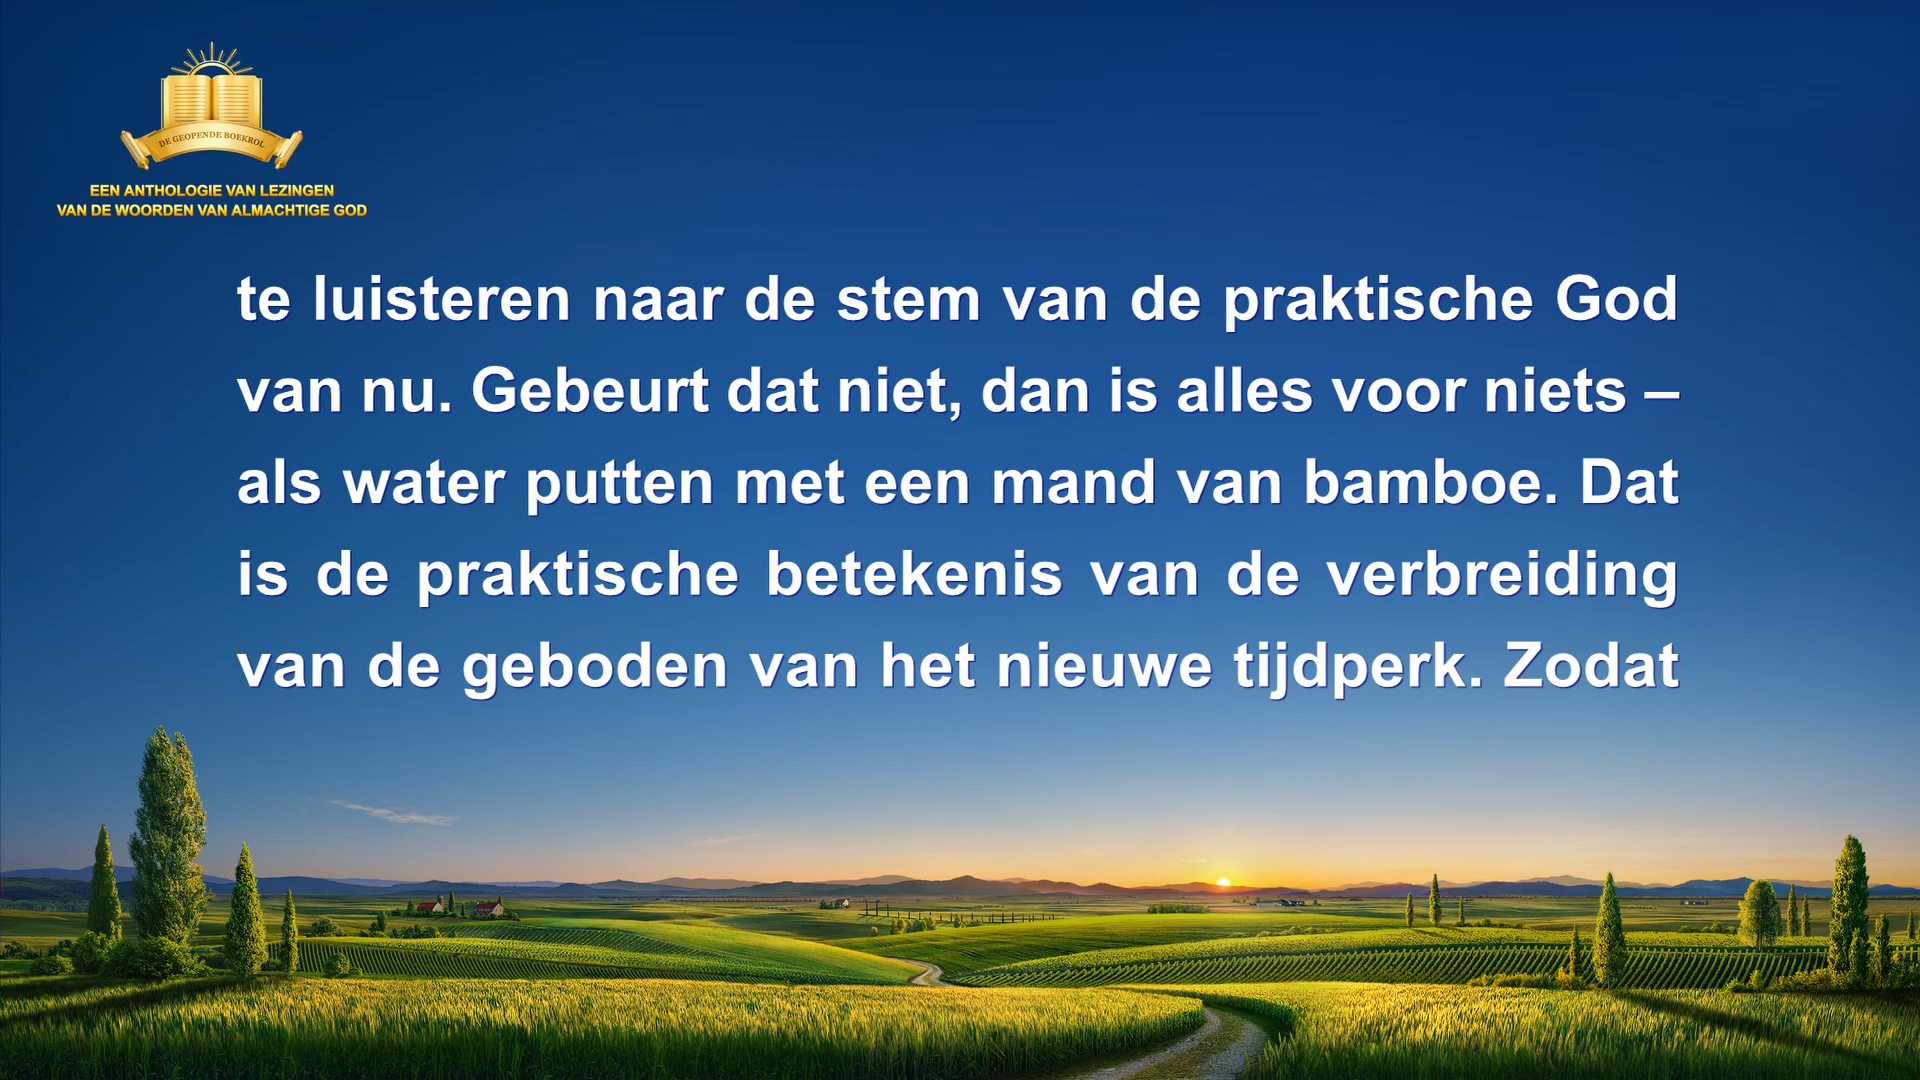 DE GEOPENDE BOEKROL
EEN ANTHOLOGIE VAN LEZINGEN
VAN DE WOORDEN VAN ALMACHTIGE GOD
te luisteren naar de stem van de praktische God
van nu. Gebeurt dat niet, dan is alles voor niets –
als water putten met een mand van bamboe. Dat
is de praktische betekenis van de verbreiding
van de geboden van het nieuwe tijdperk. Zodat